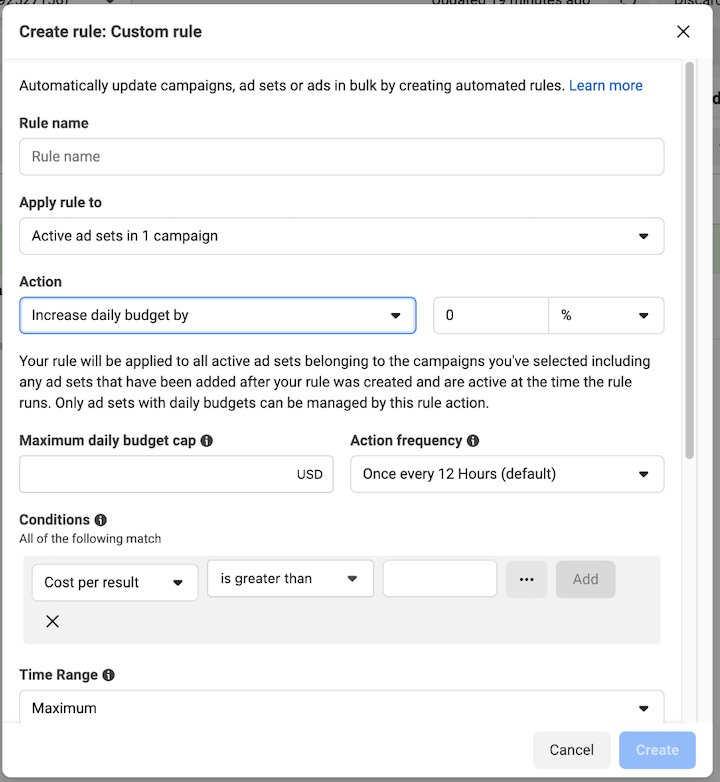 Updated 19 minutes ago
Create rule: Custom rule
Automatically update campaigns, ad sets or ads in bulk by creating automated rules. Learn more
Rule name
Rule name
Apply rule to
Active ad sets in 1 campaign
Action
Increase daily budget by 0 %
Your rule will be applied to all active ad sets belonging to the campaigns you've selected including
any ad sets that have been added after your rule was created and are active at the time the rule
runs. Only ad sets with daily budgets can be managed by this rule action.
Maximum daily budget cap Action frequency
USD Once every 12 Hours (default)
Conditions
All of the following match
Cost per result is greater than ... Add
Time Range
Maximum
Cancel Create